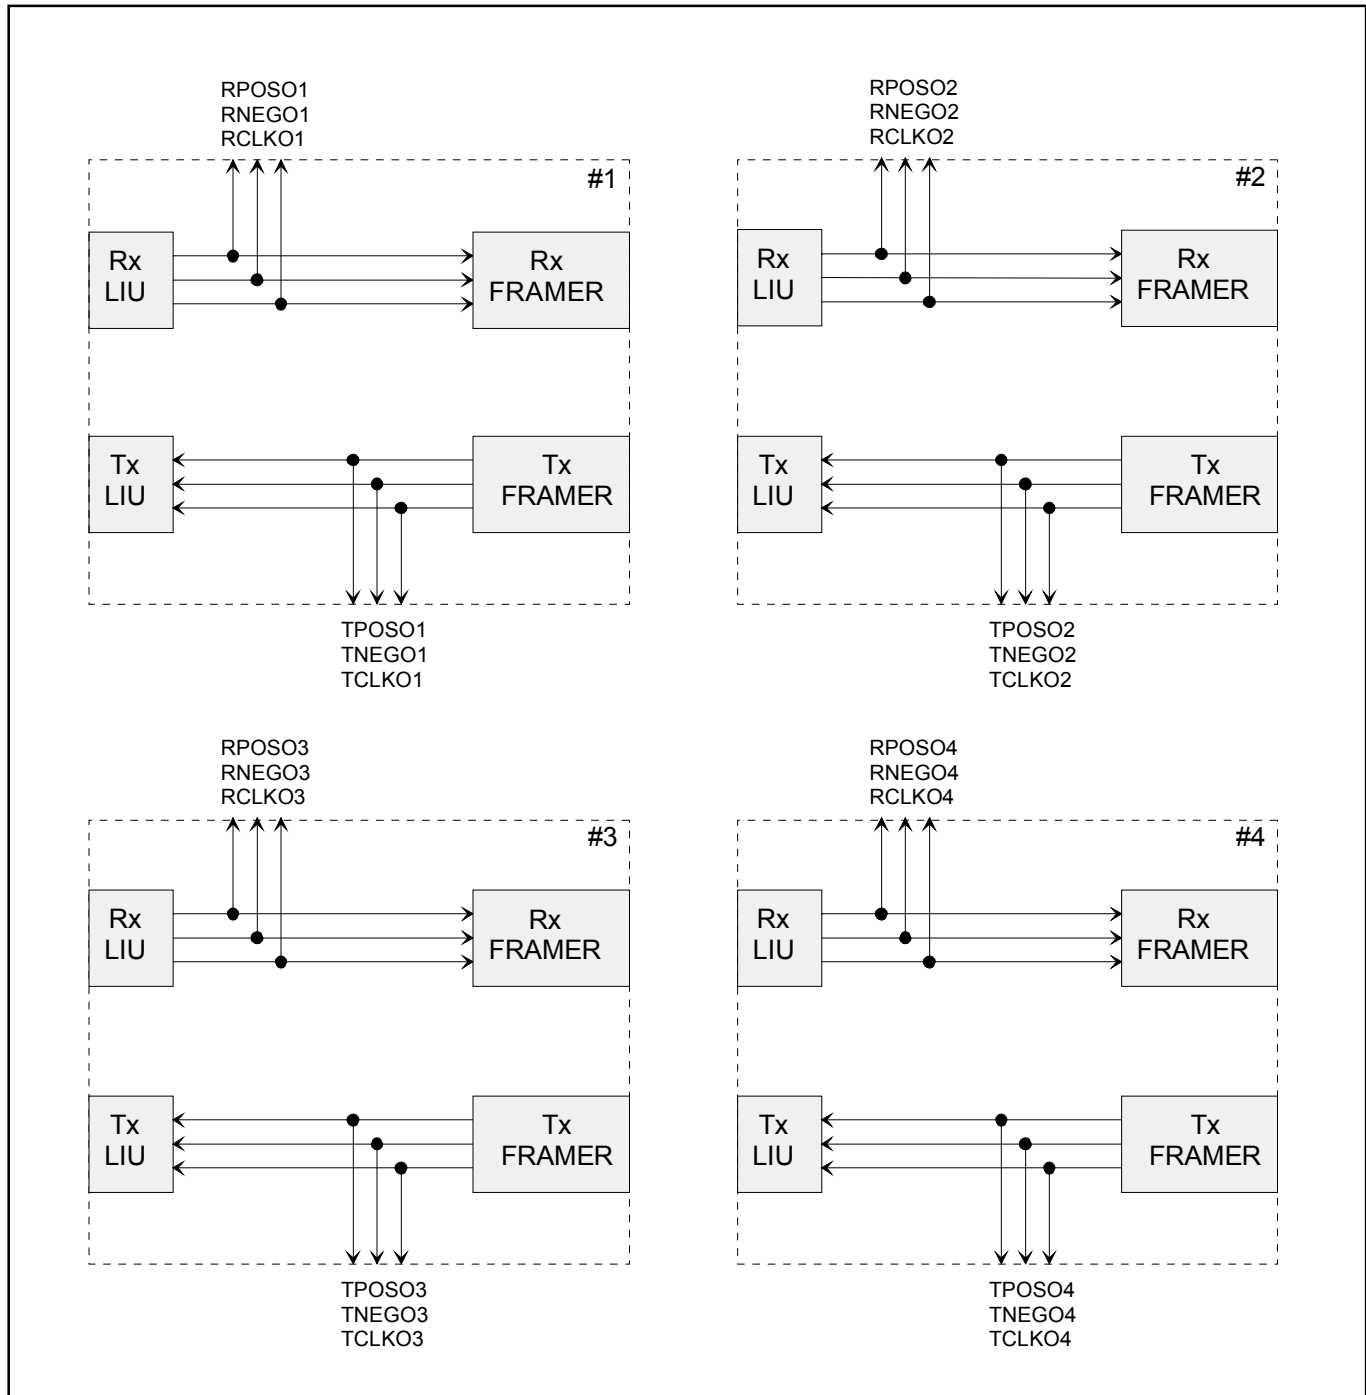 RPOSO1
RNEGO1
RCLKO1
#1
Rx
LIU
Rx
FRAMER
Tx
LIU
Tx
FRAMER
TPOSO1
TNEGO1
TCLKO1
RPOSO2
RNEGO2
RCLKO2
#2
Rx
LIU
Rx
FRAMER
Tx
LIU
Tx
FRAMER
TPOSO2
TNEGO2
TCLKO2
RPOSO3
RNEGO3
RCLKO3
#3
Rx
LIU
Rx
FRAMER
Tx
LIU
Tx
FRAMER
TPOSO3
TNEGO3
TCLKO3
RPOSO4
RNEGO4
RCLKO4
#4
Rx
LIU
Rx
FRAMER
Tx
LIU
Tx
FRAMER
TPOSO4
TNEGO4
TCLKO4